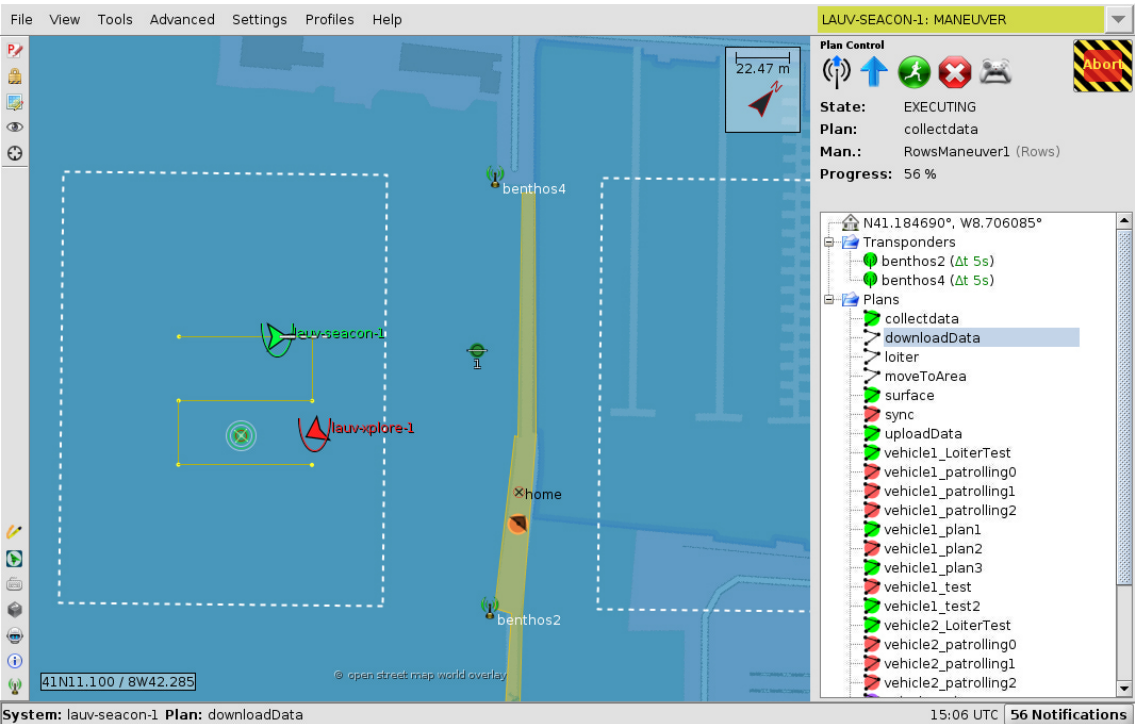 File View Tools Advanced Settings Profiles Help
LAUV-SEACON-1: MANEUVER
Plan Control
Abort
State: EXECUTING
Plan: collectdata
Man.: RowsManeuver1 (Rows)
Progress: 56 %
22.47 m
N
benthos4
lauv-seacon-1
1
lauv-xplore-1
home
benthos2
© open street map world overlay
41N11.100 / 8W42.285
N41.184690°, W8.706085°
Transponders
benthos2 (Δt 5s)
benthos4 (Δt 5s)
Plans
collectdata
downloadData
loiter
moveToArea
surface
sync
uploadData
vehicle1_LoiterTest
vehicle1_patrolling0
vehicle1_patrolling1
vehicle1_patrolling2
vehicle1_plan1
vehicle1_plan2
vehicle1_plan3
vehicle1_test
vehicle1_test2
vehicle2_LoiterTest
vehicle2_patrolling0
vehicle2_patrolling1
vehicle2_patrolling2
System: lauv-seacon-1 Plan: downloadData
15:06 UTC 56 Notifications